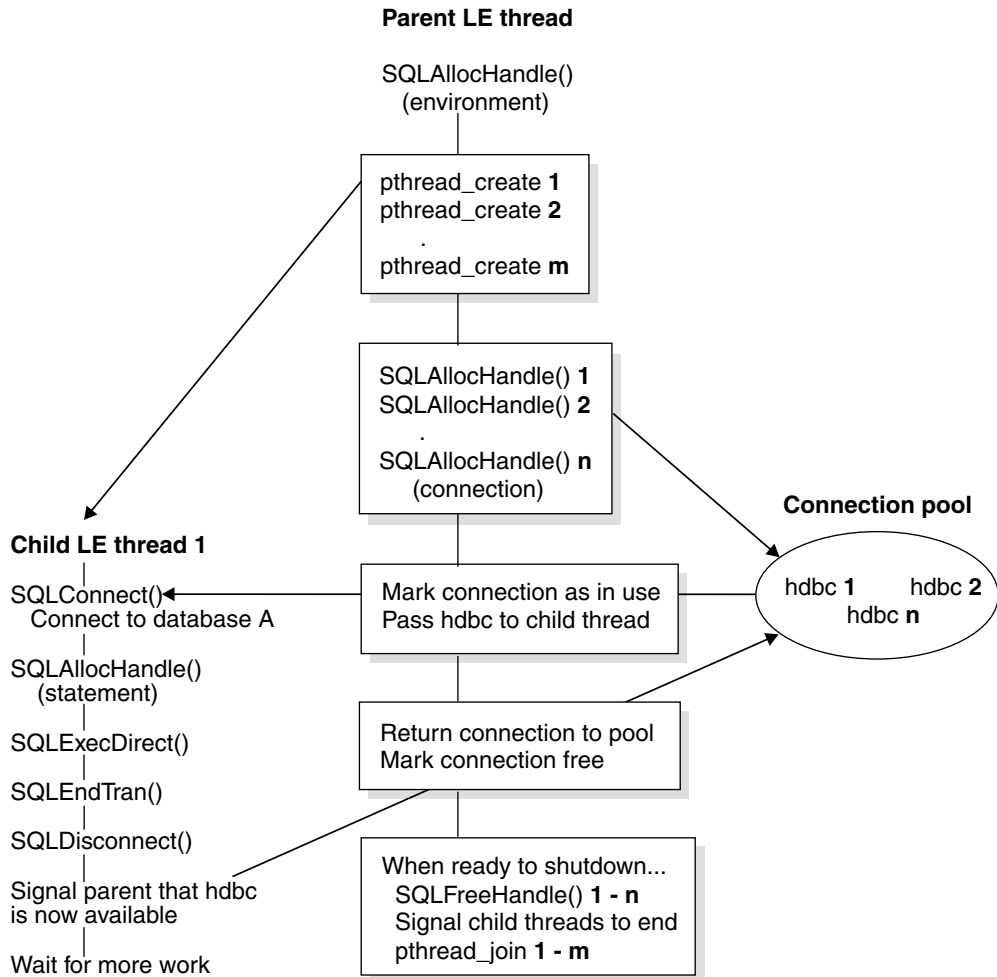 Parent LE thread
SQLAllocHandle()
(environment)
pthread_create 1
pthread_create 2
.
pthread_create m
SQLAllocHandle() 1
SQLAllocHandle() 2
.
SQLAllocHandle() n
(connection)
Connection pool
hdbc 1 hdbc 2
hdbc n
Mark connection as in use
Pass hdbc to child thread
Return connection to pool
Mark connection free
When ready to shutdown...
SQLFreeHandle() 1 - n
Signal child threads to end
pthread_join 1 - m
Child LE thread 1
SQLConnect()
Connect to database A
SQLAllocHandle()
(statement)
SQLExecDirect()
SQLEndTran()
SQLDisconnect()
Signal parent that hdbc
is now available
Wait for more work